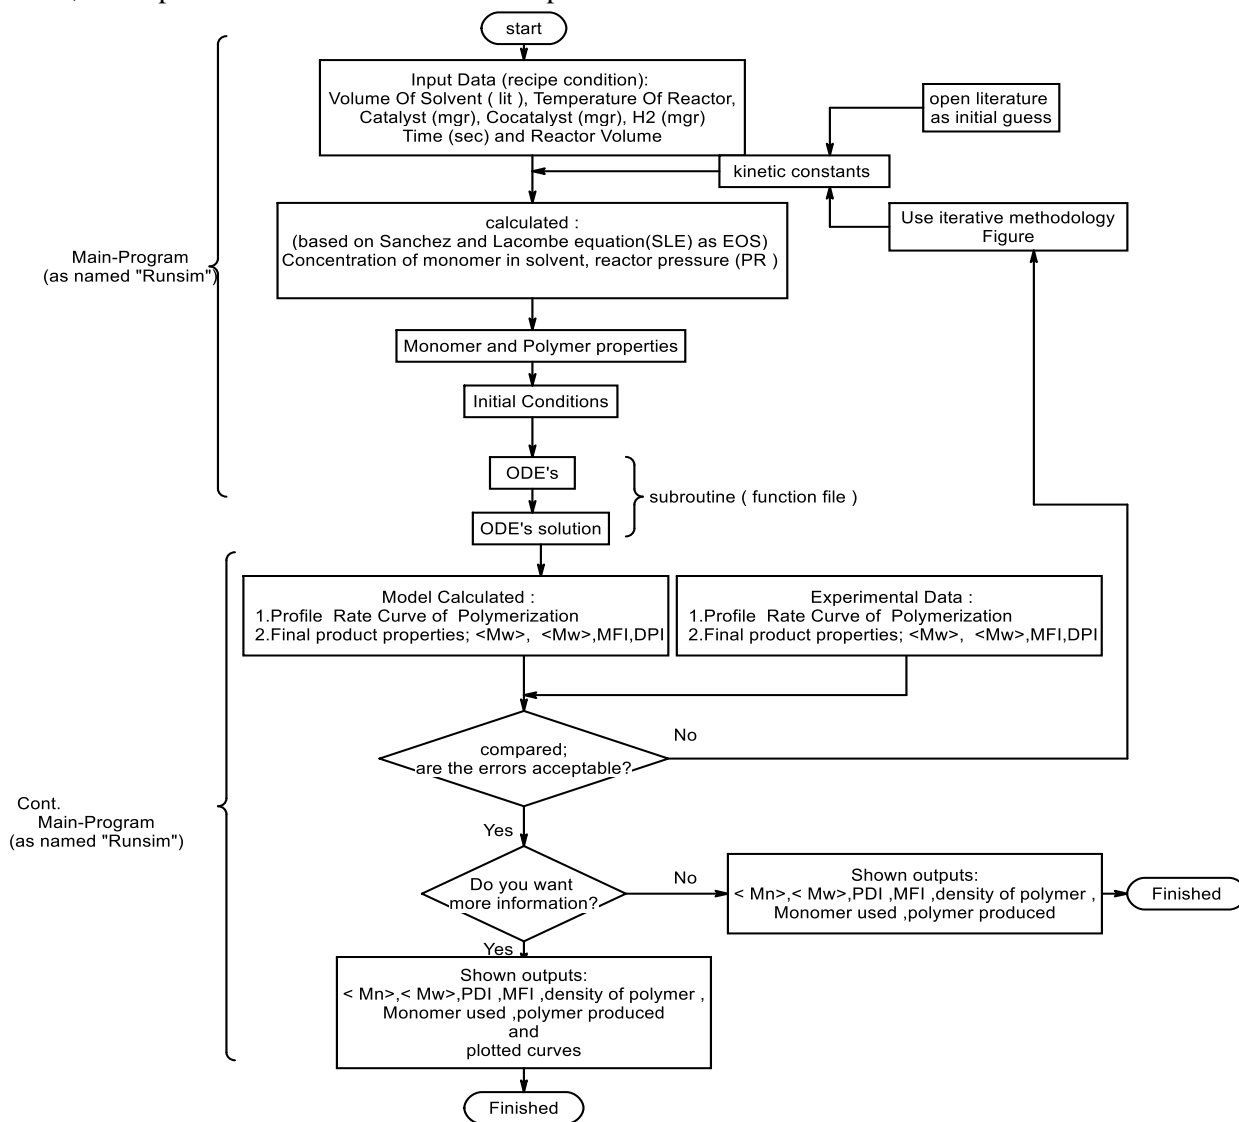 start
Input Data (recipe condition):
Volume Of Solvent ( lit ), Temperature Of Reactor,
Catalyst (mgr), Cocatalyst (mgr), H2 (mgr)
Time (sec) and Reactor Volume
open literature
as initial guess
kinetic constants
Use iterative methodology
Figure
calculated :
(based on Sanchez and Lacombe equation(SLE) as EOS)
Concentration of monomer in solvent, reactor pressure (PR )
Main-Program
(as named "Runsim")
Monomer and Polymer properties
Initial Conditions
ODE's
subroutine ( function file )
ODE's solution
Model Calculated :
1.Profile Rate Curve of Polymerization
2.Final product properties; <Mw>, <Mw>,MFI,DPI
Experimental Data :
1.Profile Rate Curve of Polymerization
2.Final product properties; <Mw>, <Mw>,MFI,DPI
compared;
are the errors acceptable?
No
Cont.
Main-Program
(as named "Runsim")
Yes
Do you want
more information?
No
Shown outputs:
< Mn>,< Mw>,PDI ,MFI ,density of polymer ,
Monomer used ,polymer produced
Finished
Yes
Shown outputs:
< Mn>,< Mw>,PDI ,MFI ,density of polymer ,
Monomer used ,polymer produced
and
plotted curves
Finished